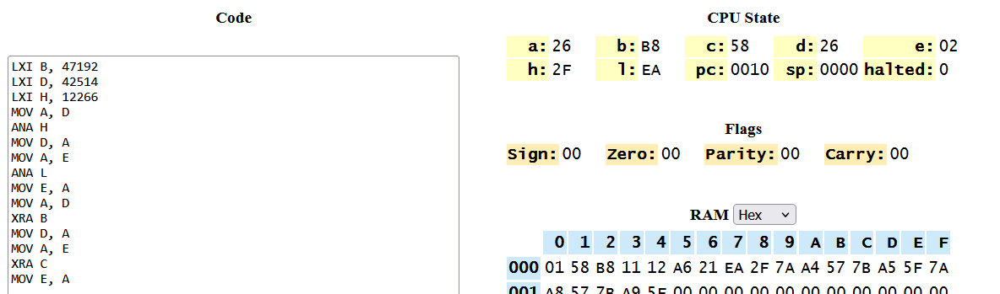 Code
LXI B, 47192
LXI D, 42514
LXI H, 12266
MOV A, D
ANA H
MOV D, A
MOV A, E
ANA L
MOV E, A
MOV A, D
XRA B
MOV D, A
MOV A, E
XRA C
MOV E, A
CPU State
a: 26 b: B8 c: 58 d: 26 e: 02
h: 2F l: EA pc: 0010 sp: 0000 halted: 0
Flags
Sign: 00 Zero: 00 Parity: 00 Carry: 00
RAM Hex
0 1 2 3 4 5 6 7 8 9 A B C D E F
000 01 58 B8 11 12 A6 21 EA 2F 7A A4 57 7B A5 5F 7A
001 A8 57 7B A9 5F 00 00 00 00 00 00 00 00 00 00 00